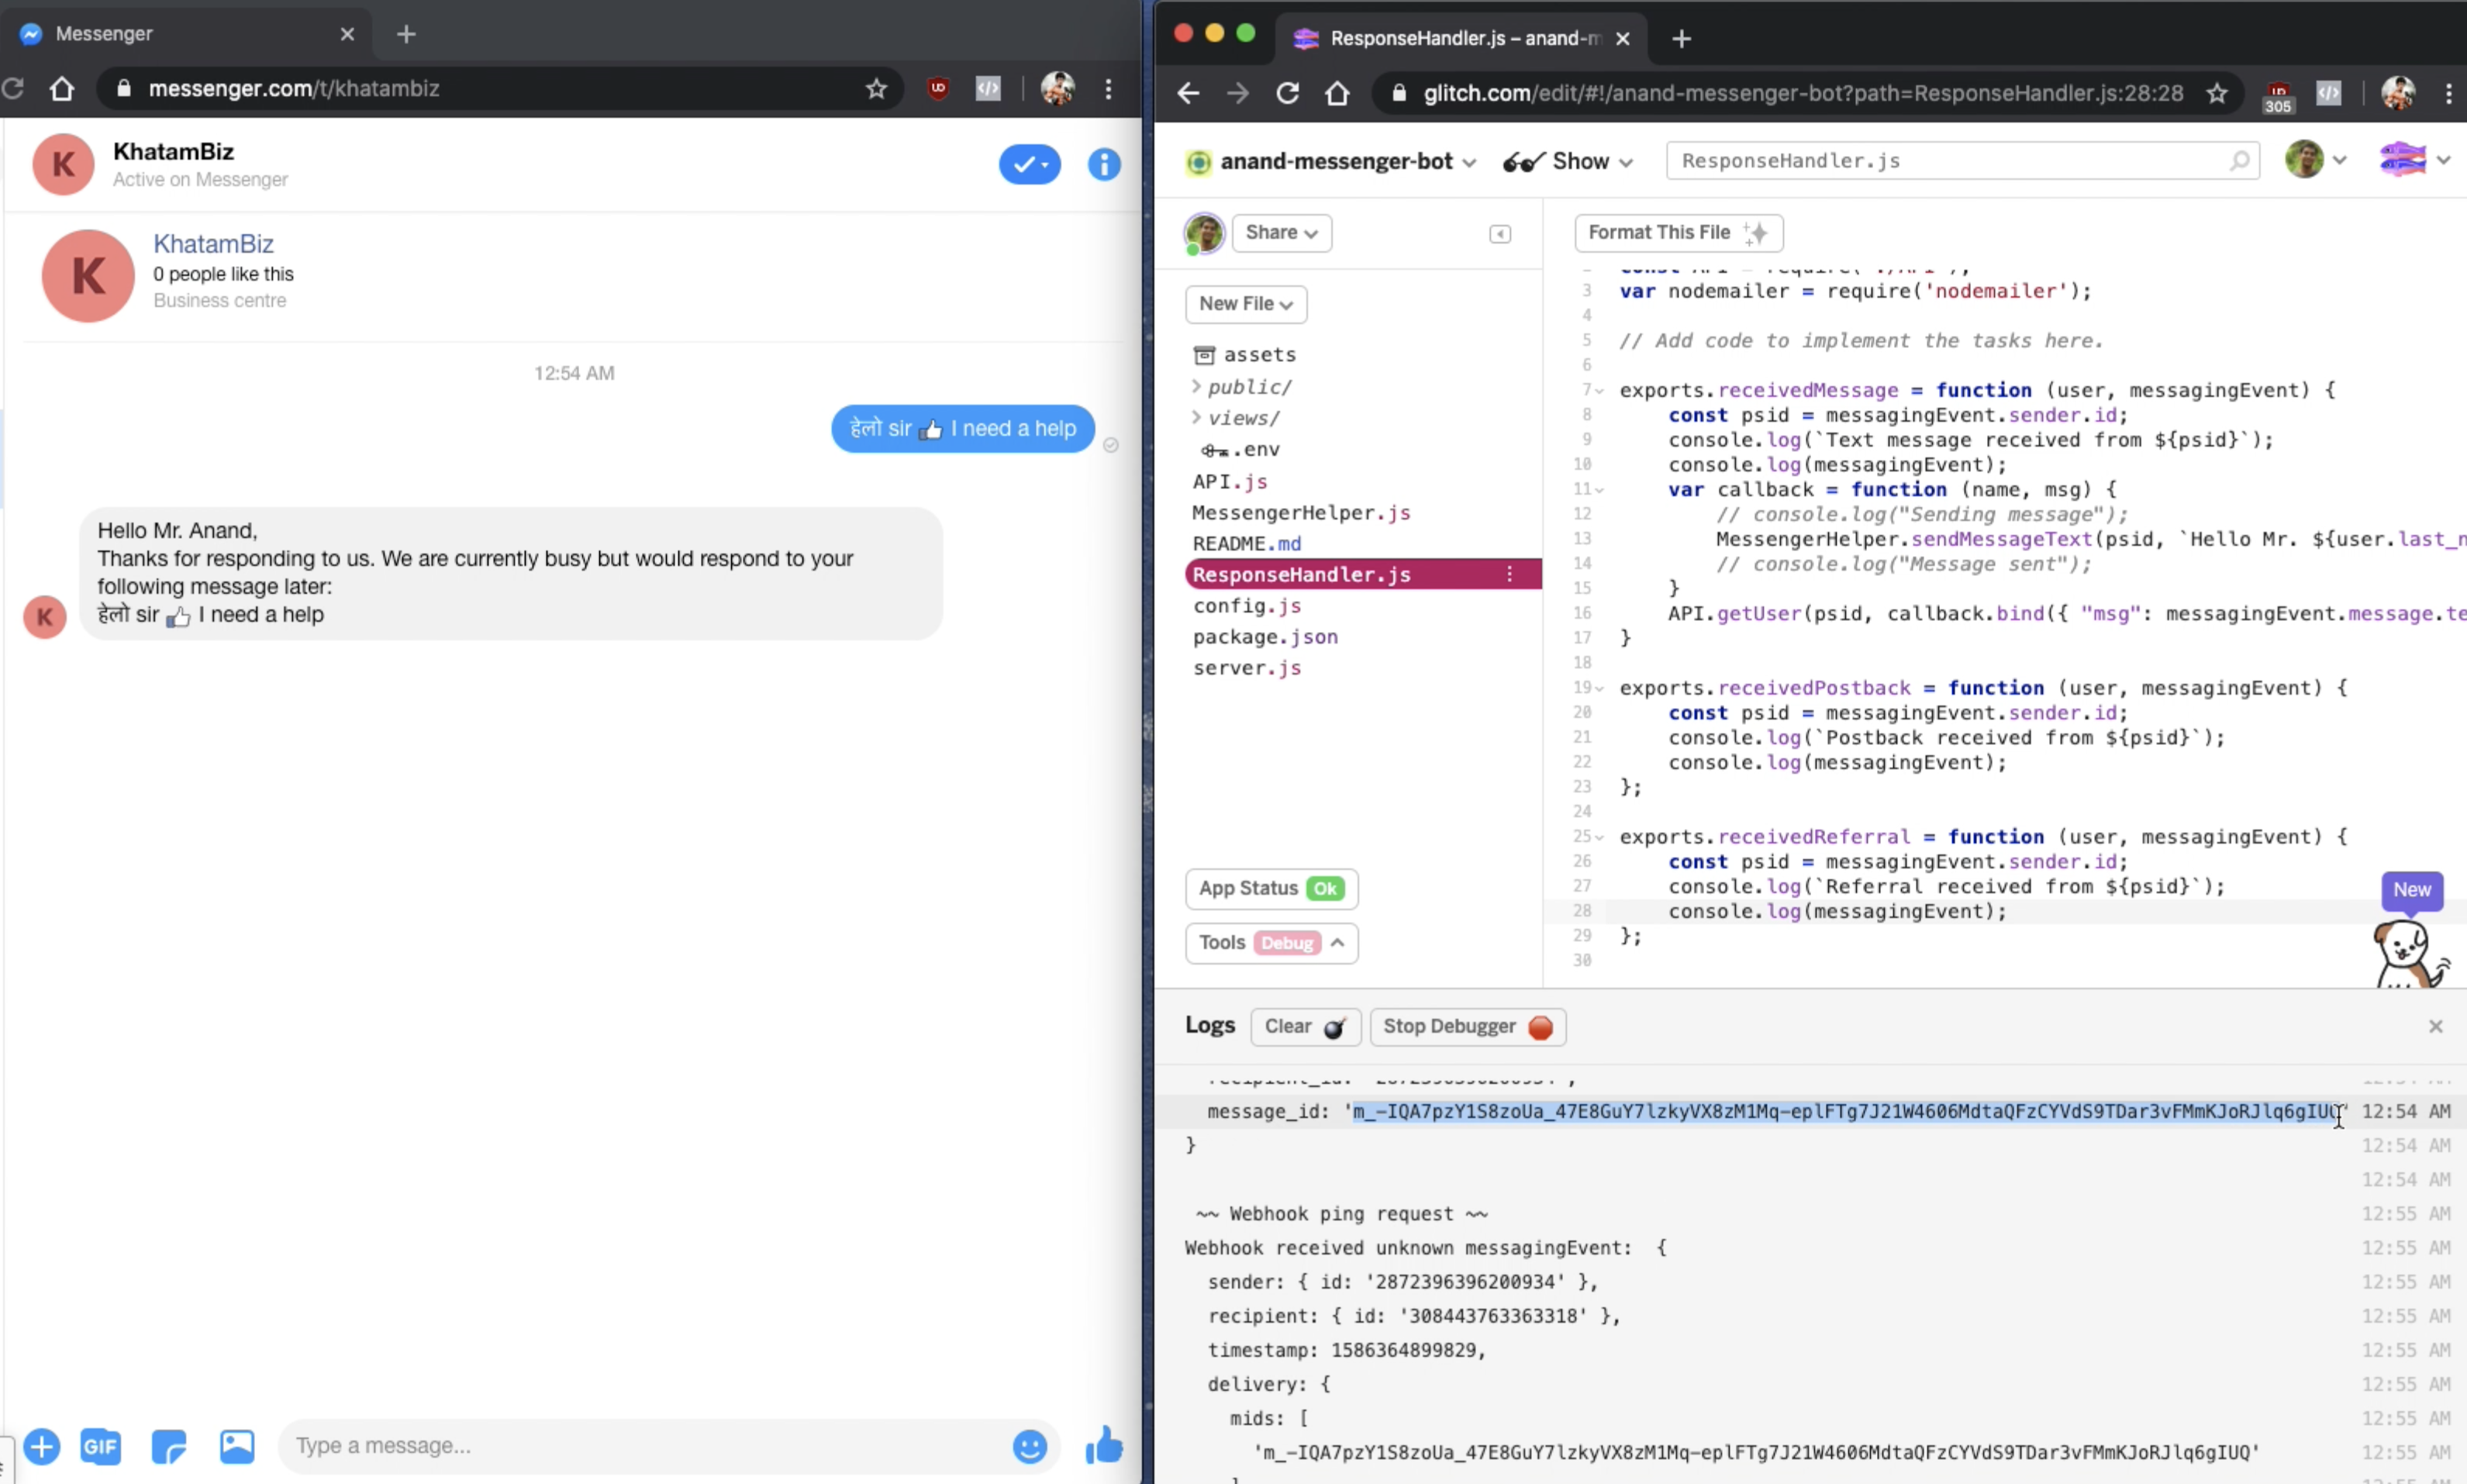 Messenger
messenger.com/t/khatambiz
K
KhatamBiz
Active on Messenger
K
KhatamBiz
0 people like this
Business centre
12:54 AM
हेलो sir 👍 I need a help
Hello Mr. Anand,
Thanks for responding to us. We are currently busy but would respond to your
following message later:
हेलो sir 👍 I need a help
K
GIF
Type a message...
ResponseHandler.js – anand-m
glitch.com/edit/#!/anand-messenger-bot?path=ResponseHandler.js:28:28
305
anand-messenger-bot
Show
ResponseHandler.js
Share
New File
assets
public/
views/
.env
API.js
MessengerHelper.js
README.md
ResponseHandler.js
config.js
package.json
server.js
App Status Ok
Tools Debug
Format This File
3 var nodemailer = require('nodemailer');
4
5 // Add code to implement the tasks here.
6
7 exports.receivedMessage = function (user, messagingEvent) {
8 const psid = messagingEvent.sender.id;
9 console.log(`Text message received from ${psid}`);
10 console.log(messagingEvent);
11 var callback = function (name, msg) {
12 // console.log("Sending message");
13 MessengerHelper.sendMessageText(psid, `Hello Mr. ${user.last_n
14 // console.log("Message sent");
15 }
16 API.getUser(psid, callback.bind({ "msg": messagingEvent.message.te
17 }
18
19 exports.receivedPostback = function (user, messagingEvent) {
20 const psid = messagingEvent.sender.id;
21 console.log(`Postback received from ${psid}`);
22 console.log(messagingEvent);
23 };
24
25 exports.receivedReferral = function (user, messagingEvent) {
26 const psid = messagingEvent.sender.id;
27 console.log(`Referral received from ${psid}`);
28 console.log(messagingEvent);
29 };
30
New
Logs Clear Stop Debugger
message_id: 'm_-IQA7pzY1S8zoUa_47E8GuY7lzkyVX8zM1Mq-eplFTg7J21W4606MdtaQFzCYVdS9TDar3vFMmKJoRJlq6gIUQ' 12:54 AM
} 12:54 AM
12:54 AM
~~ Webhook ping request ~~ 12:55 AM
Webhook received unknown messagingEvent: { 12:55 AM
sender: { id: '2872396396200934' }, 12:55 AM
recipient: { id: '308443763363318' }, 12:55 AM
timestamp: 1586364899829, 12:55 AM
delivery: { 12:55 AM
mids: [ 12:55 AM
'm_-IQA7pzY1S8zoUa_47E8GuY7lzkyVX8zM1Mq-eplFTg7J21W4606MdtaQFzCYVdS9TDar3vFMmKJoRJlq6gIUQ' 12:55 AM